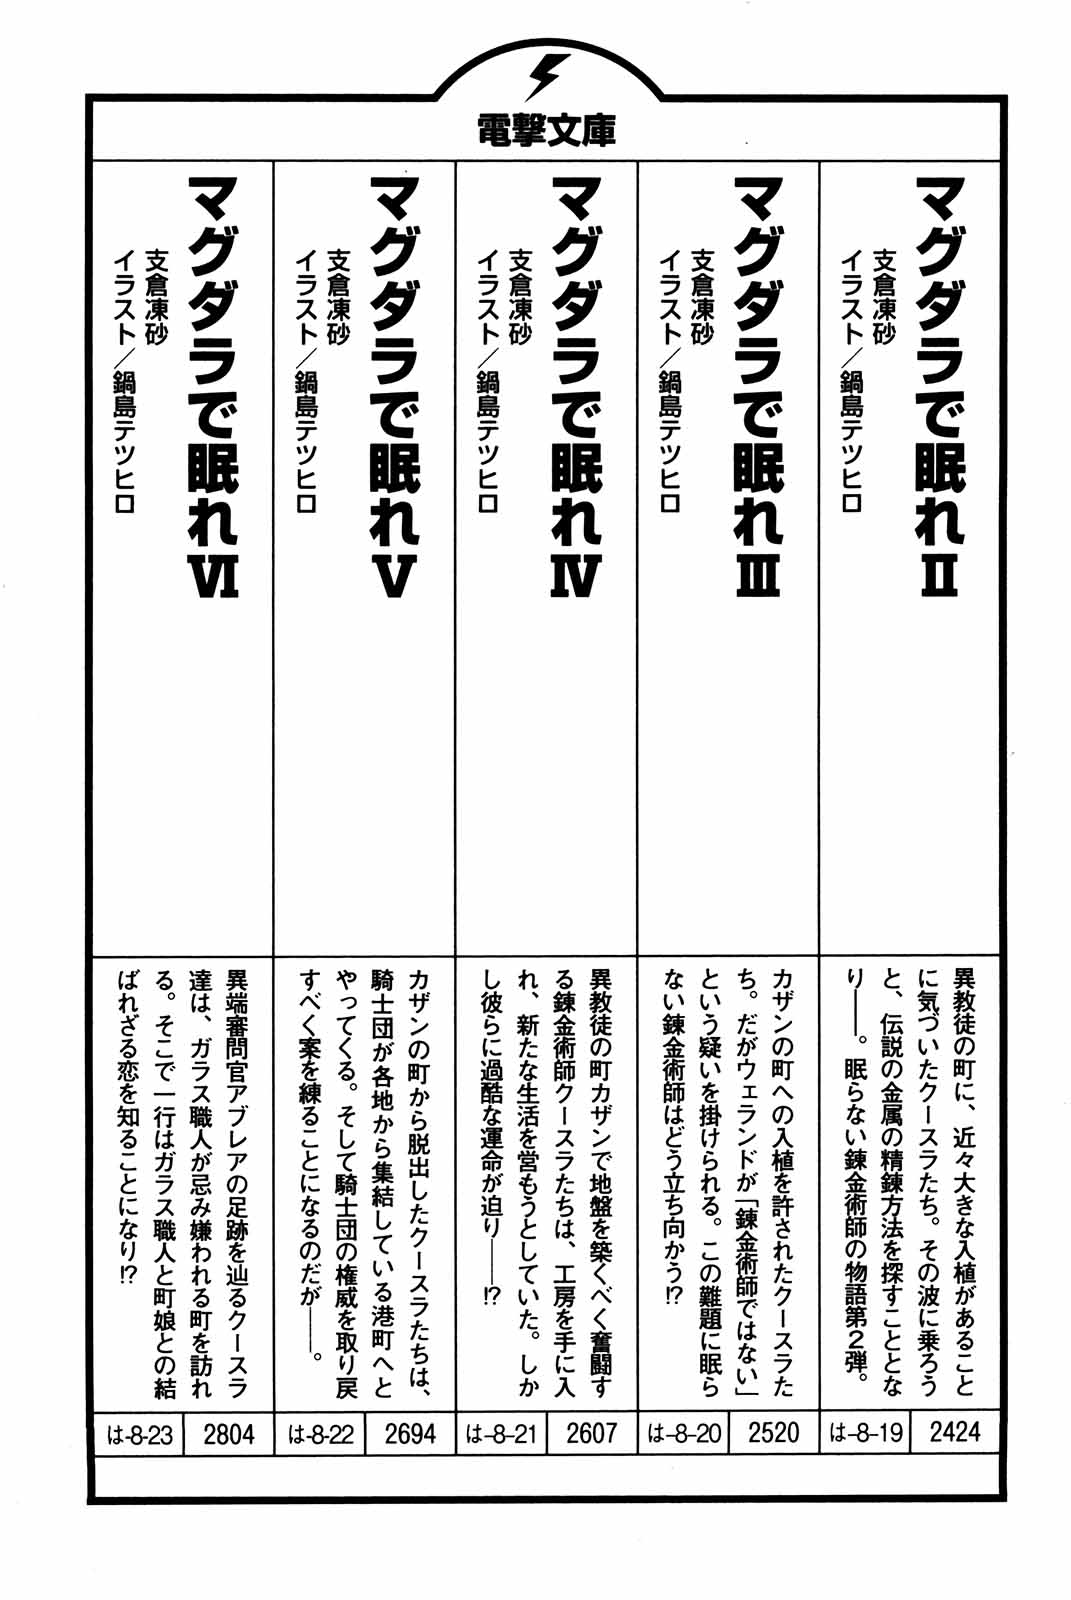 電撃文庫
マグダラで眠れⅡ
支倉凍砂
イラスト/鍋島テツヒロ
異教徒の町に、近々大きな入植があること
に気づいたクースラたち。その波に乗ろう
と、伝説の金属の精錬方法を探すこととな
り――。眠らない錬金術師の物語第2弾。
は-8-19
2424
マグダラで眠れⅢ
支倉凍砂
イラスト/鍋島テツヒロ
カザンの町への入植を許されたクースラた
ち。だがウェランドが「錬金術師ではない」
という疑いを掛けられる。この難題に眠ら
ない錬金術師はどう立ち向かう!?
は-8-20
2520
マグダラで眠れⅣ
支倉凍砂
イラスト/鍋島テツヒロ
異教徒の町カザンで地盤を築くべく奮闘す
る錬金術師クースラたちは、工房を手に入
れ、新たな生活を営もうとしていた。しか
し彼らに過酷な運命が迫り――!?
は-8-21
2607
マグダラで眠れⅤ
支倉凍砂
イラスト/鍋島テツヒロ
カザンの町から脱出したクースラたちは、
騎士団が各地から集結している港町へと
やってくる。そして騎士団の権威を取り戻
すべく案を練ることになるのだが――。
は-8-22
2694
マグダラで眠れⅥ
支倉凍砂
イラスト/鍋島テツヒロ
異端審問官アブレアの足跡を辿るクースラ
達は、ガラス職人が忌み嫌われる町を訪れ
る。そこで一行はガラス職人と町娘との結
ばれざる恋を知ることになり!?
は-8-23
2804